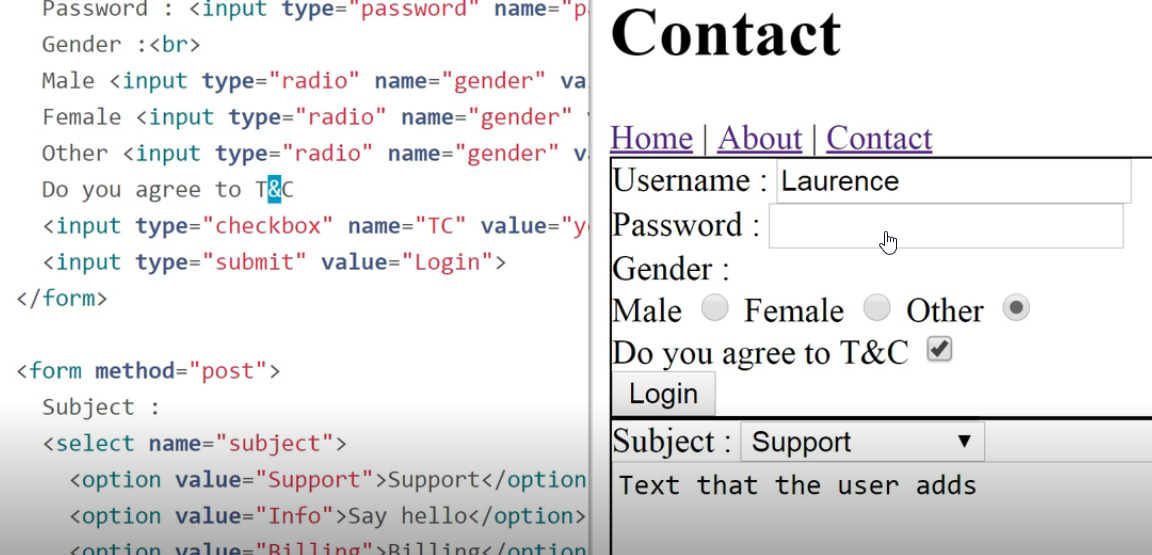 Password : <input type="password" name="p
Gender :<br>
Male <input type="radio" name="gender" va
Female <input type="radio" name="gender"
Other <input type="radio" name="gender" v
Do you agree to T&C
<input type="checkbox" name="TC" value="y
<input type="submit" value="Login">
</form>
<form method="post">
Subject :
<select name="subject">
<option value="Support">Support</option
<option value="Info">Say hello</option>
<option value="Billing">Billing</option
Contact
Home | About | Contact
Username : Laurence
Password :
Gender :
Male Female Other
Do you agree to T&C
Login
Subject : Support
Text that the user adds